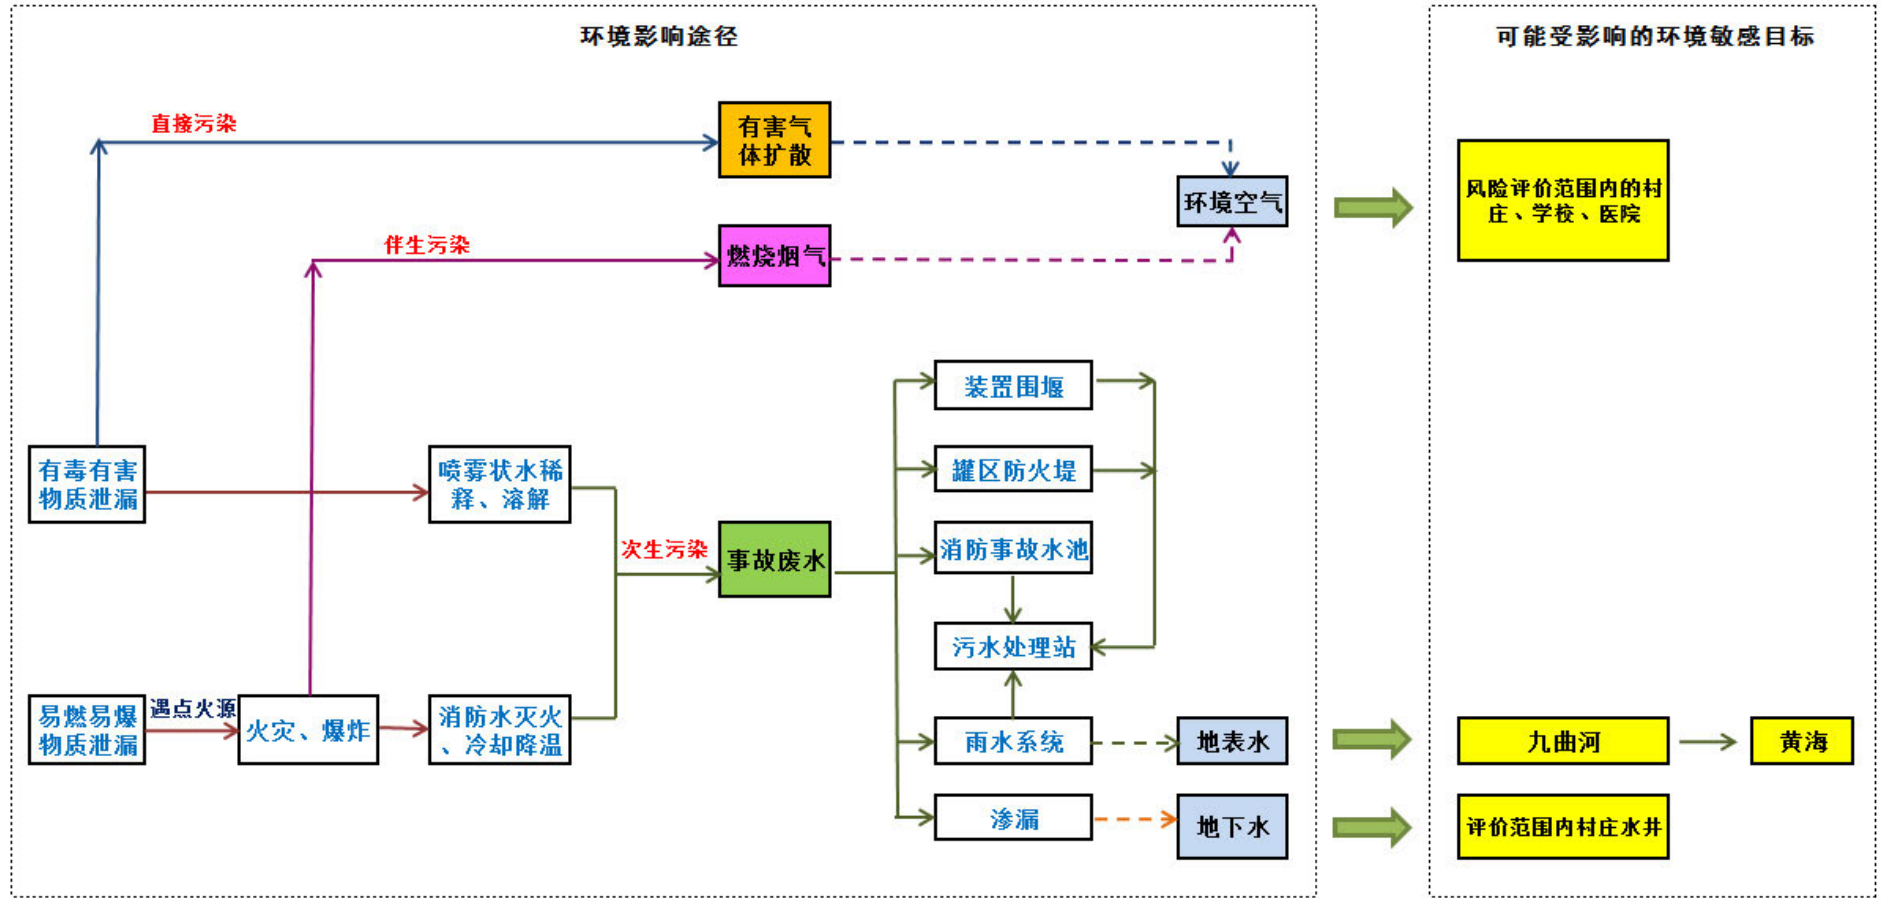 环境影响途径
可能受影响的环境敏感目标
直接污染
有害气
体扩散
环境空气
风险评价范围内的村
庄、学校、医院
伴生污染
燃烧烟气
装置围堰
有毒有害
物质泄漏
喷雾状水稀
释、溶解
罐区防火堤
次生污染
事故废水
消防事故水池
污水处理站
易燃易爆
物质泄漏
遇点火源
火灾、爆炸
消防水灭火
、冷却降温
雨水系统
地表水
九曲河
黄海
渗漏
地下水
评价范围内村庄水井